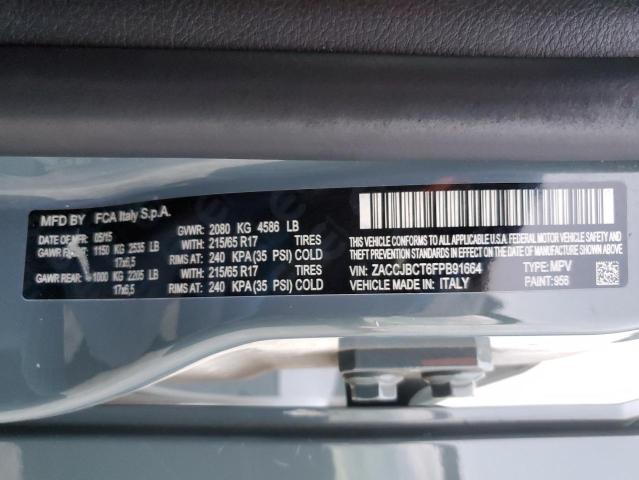 MFD BY FCA Italy S.p.A.
DATE OF MFR 05/15 GVWR: 2080 KG 4586 LB
GAWR 1150 KG 2535 LB WITH 215/65 R17 TIRES
17x6,5 RIMS AT 240 KPA (35 PSI) COLD
GAWR REAR: 1000 KG 2205 LB WITH 215/65 R17 TIRES
17x6,5 RIMS AT 240 KPA (35 PSI) COLD
THIS VEHICLE CONFORMS TO ALL APPLICABLE U.S.A. FEDERAL MOTOR
VEHICLE SAFETY, BUMPER, AND THEFT
PREVENTION STANDARDS IN EFFECT ON THE DATE OF MANUFACTURE SHOWN ABOVE
VIN: ZACCJBCT6FPB91664 TYPE: MPV
VEHICLE MADE IN ITALY PAINT: 956